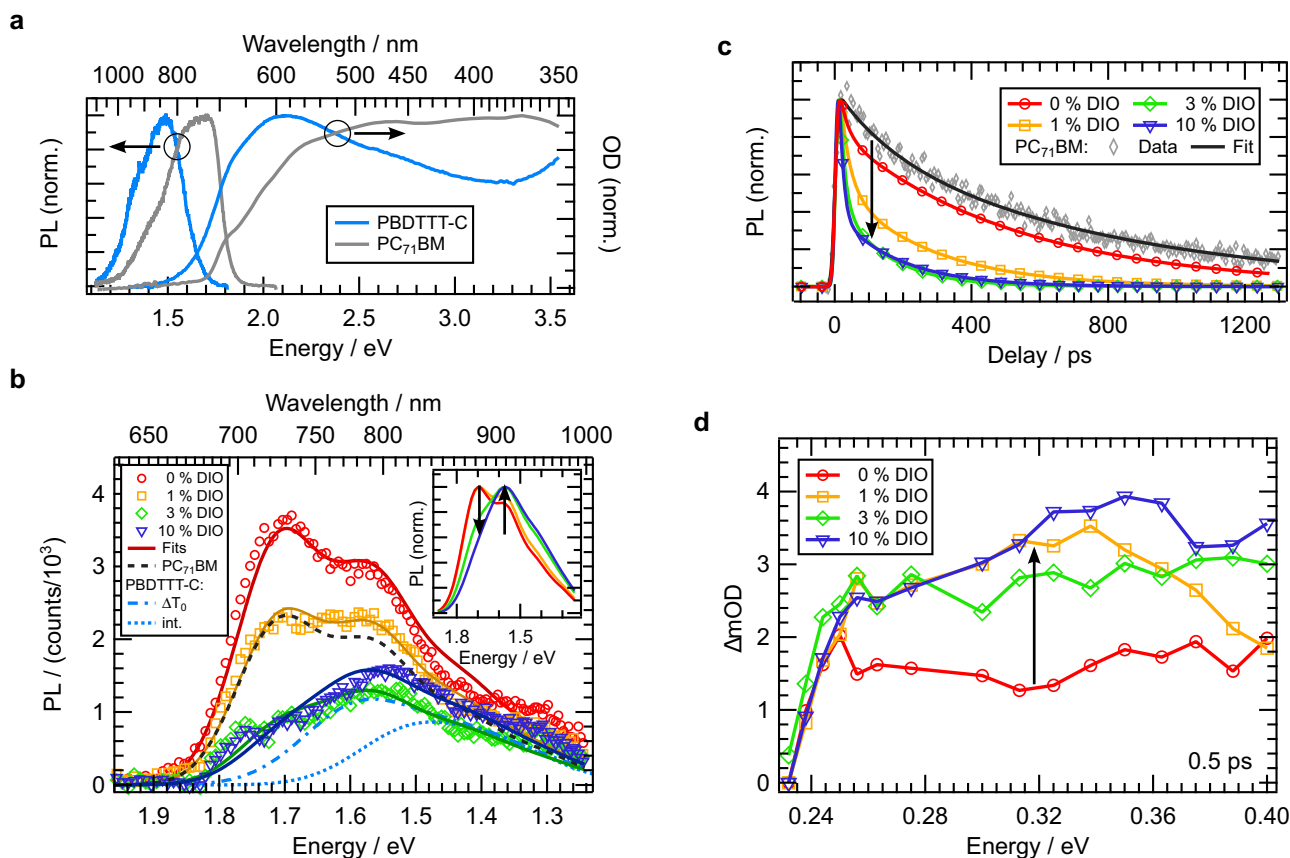 a
Wavelength / nm
1000 800 600 500 450 400 350
PL (norm.)
OD (norm.)
PBDTTT-C
PC71BM
1.5 2.0 2.5 3.0 3.5
Energy / eV
b
Wavelength / nm
650 700 750 800 900 1000
PL / (counts/10³)
4
3
2
1
0
0 % DIO
1 % DIO
3 % DIO
10 % DIO
Fits
PC71BM
PBDTTT-C:
ΔT0
int.
PL (norm.)
1.8 1.5
Energy / eV
1.9 1.8 1.7 1.6 1.5 1.4 1.3
Energy / eV
c
PL (norm.)
0 % DIO 3 % DIO
1 % DIO 10 % DIO
PC71BM: Data Fit
0 400 800 1200
Delay / ps
d
ΔmOD
4
3
2
1
0
0 % DIO
1 % DIO
3 % DIO
10 % DIO
0.5 ps
0.24 0.28 0.32 0.36 0.40
Energy / eV